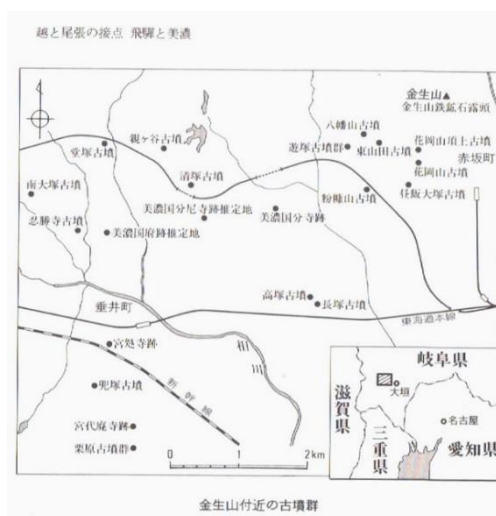 越と尾張の接点 飛驒と美濃
金生山▲
金生山鉄鉱石露頭
八幡山古墳
親ヶ谷古墳
遊塚古墳群
東山田古墳
花岡山頂上古墳
赤坂町
堂塚古墳
花岡山古墳
清塚古墳
粉糠山古墳
昼飯大塚古墳
南大塚古墳
美濃国分尼寺跡推定地
美濃国分寺跡
忍勝寺古墳
美濃国府跡推定地
高塚古墳
長塚古墳
垂井町
東海道本線
相川
宮処寺跡
新幹線
兜塚古墳
宮代廃寺跡
栗原古墳群
0 1 2km
岐阜県
大垣
滋賀県
名古屋
三重県
愛知県
金生山付近の古墳群